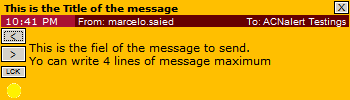 This is the Title of the message X
10:41 PM From: marcelo.saied To: ACNalert Testings
<
This is the fiel of the message to send.
>
Yo can write 4 lines of message maximum
LCK